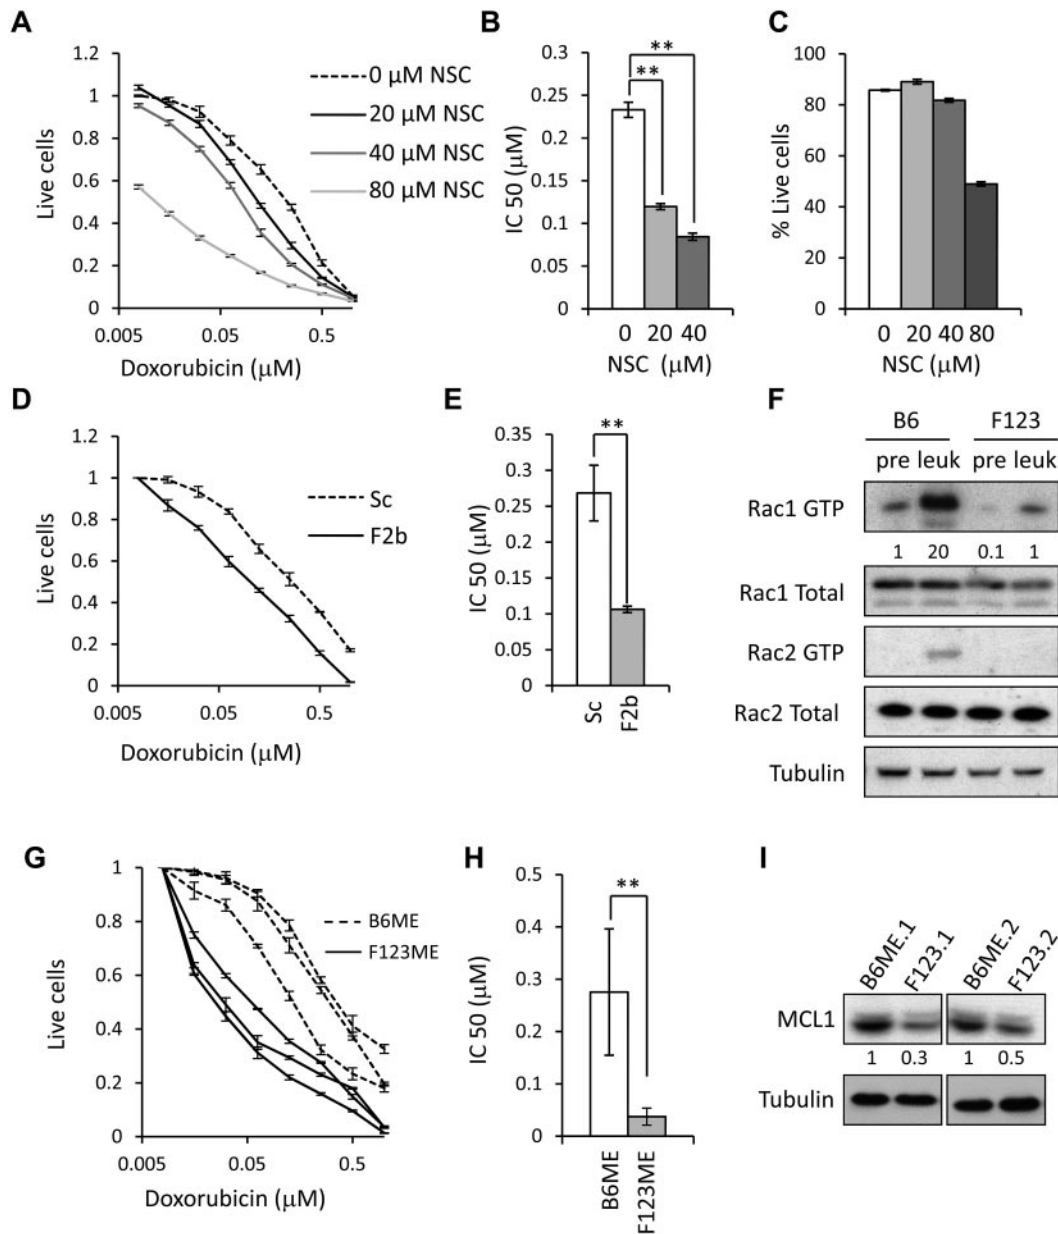 A
Live cells
1.2
1
0.8
0.6
0.4
0.2
0
0.005
0.05
0.5
Doxorubicin (μM)
0 μM NSC
20 μM NSC
40 μM NSC
80 μM NSC
B
IC 50 (μM)
0.3
0.25
0.2
0.15
0.1
0.05
0
**
**
0 20 40
NSC (μM)
C
% Live cells
100
80
60
40
20
0
0 20 40 80
NSC (μM)
D
Live cells
1
0.8
0.6
0.4
0.2
0
0.005
0.05
0.5
Doxorubicin (μM)
Sc
F2b
E
IC 50 (μM)
0.35
0.3
0.25
0.2
0.15
0.1
0.05
0
**
Sc
F2b
F
B6 F123
pre leuk pre leuk
Rac1 GTP
1 20 0.1 1
Rac1 Total
Rac2 GTP
Rac2 Total
Tubulin
G
Live cells
1
0.8
0.6
0.4
0.2
0
0.005
0.05
0.5
Doxorubicin (μM)
B6ME
F123ME
H
IC 50 (μM)
0.5
0.4
0.3
0.2
0.1
0
**
B6ME
F123ME
I
B6ME.1
F123.1
B6ME.2
F123.2
MCL1
1 0.3 1 0.5
Tubulin